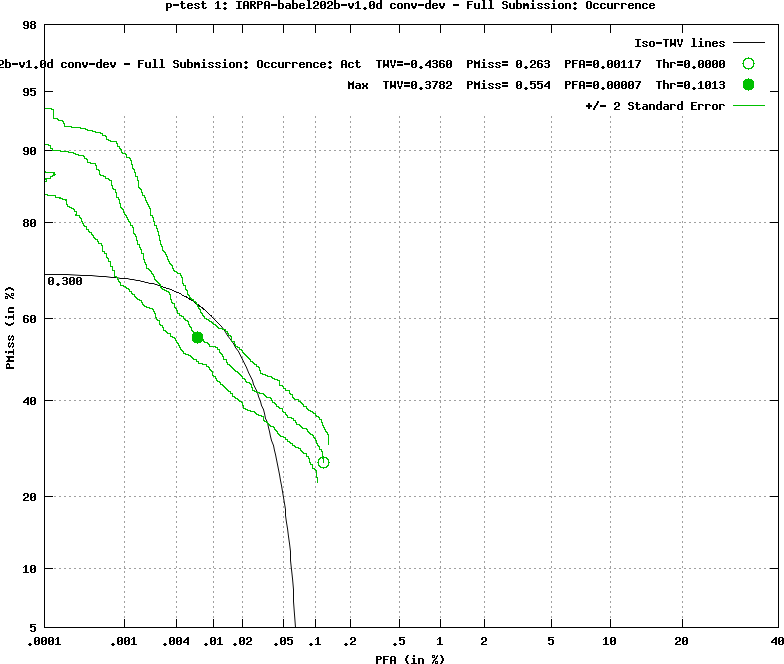 p-test 1: IARPA-babel202b-v1.0d conv-dev - Full Submission: Occurrence
98
Iso-TWV lines
2b-v1.0d conv-dev - Full Submission: Occurrence: Act TWV=-0.4360 PMiss= 0.263 PFA=0.00117 Thr=0.0000
Max TWV=0.3782 PMiss= 0.554 PFA=0.00007 Thr=0.1013
95
+/- 2 Standard Error
90
80
0.300
60
PMiss (in %)
40
20
10
5
.0001 .001 .004 .01 .02 .05 .1 .2 .5 1 2 5 10 20 40
PFA (in %)